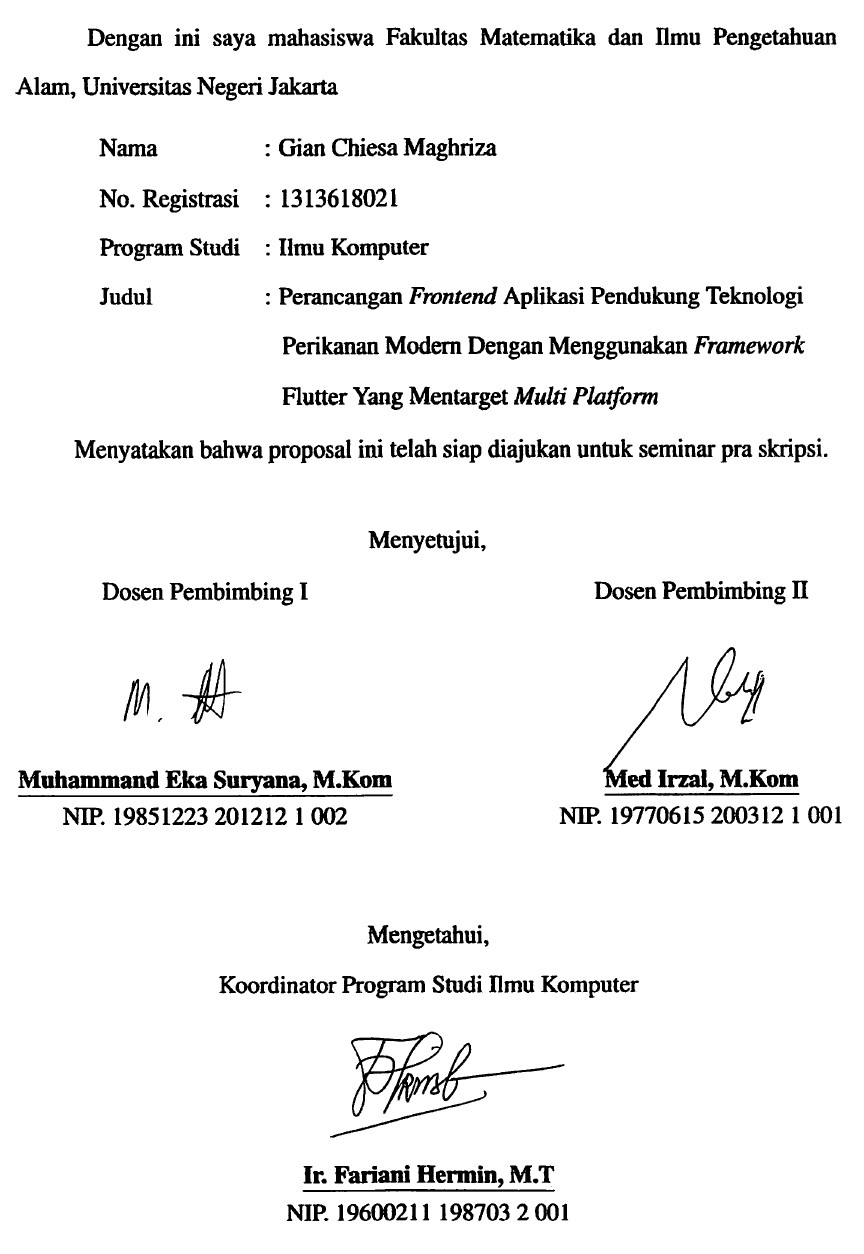 Dengan ini saya mahasiswa Fakultas Matematika dan Ilmu Pengetahuan
Alam, Universitas Negeri Jakarta
Nama : Gian Chiesa Maghriza
No. Registrasi : 1313618021
Program Studi : Ilmu Komputer
Judul : Perancangan Frontend Aplikasi Pendukung Teknologi
Perikanan Modern Dengan Menggunakan Framework
Flutter Yang Mentarget Multi Platform
Menyatakan bahwa proposal ini telah siap diajukan untuk seminar pra skripsi.
Menyetujui,
Dosen Pembimbing I Dosen Pembimbing II
Muhammand Eka Suryana, M.Kom Med Irzal, M.Kom
NIP. 19851223 201212 1 002 NIP. 19770615 200312 1 001
Mengetahui,
Koordinator Program Studi Ilmu Komputer
Ir. Fariani Hermin, M.T
NIP. 19600211 198703 2 001